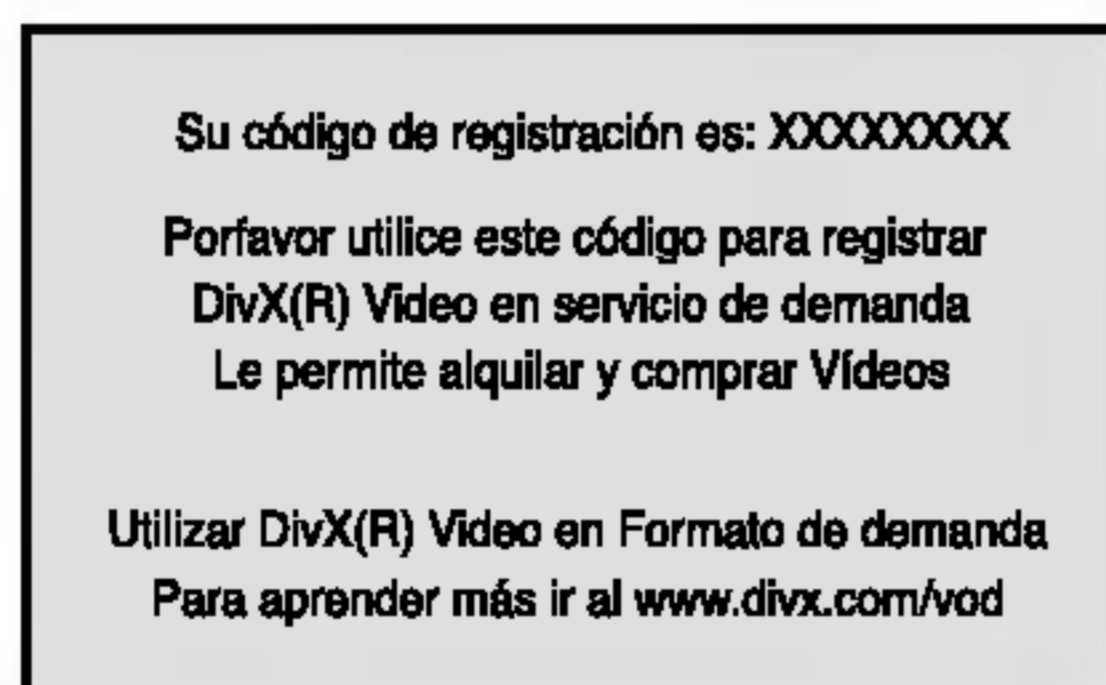 Su código de registración es: XXXXXXXX
Porfavor utilice este código para registrar
DivX(R) Video en servicio de demanda
Le permite alquilar y comprar Vídeos
Utilizar DivX(R) Video en Formato de demanda
Para aprender más ir al www.divx.com/vod